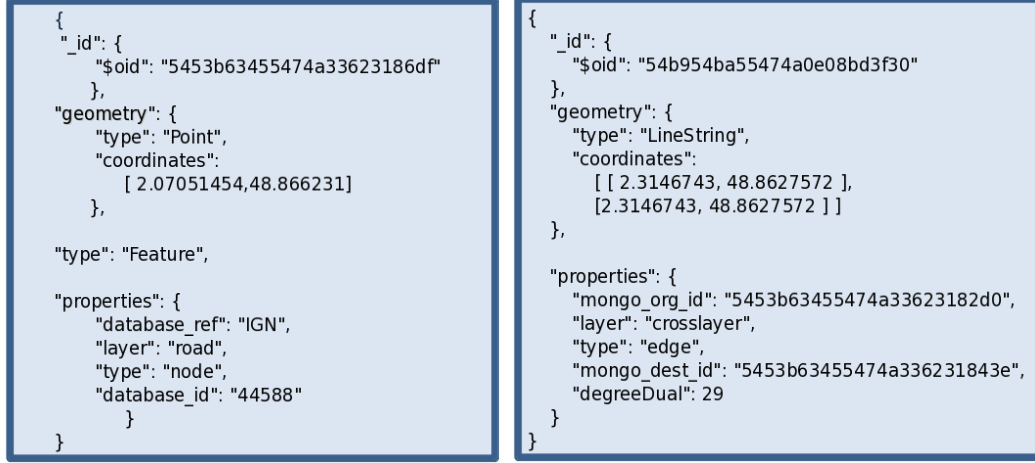 {
"_id": {
"$oid": "5453b63455474a33623186df"
},
"geometry": {
"type": "Point",
"coordinates":
[ 2.07051454,48.866231]
},
"type": "Feature",
"properties": {
"database_ref": "IGN",
"layer": "road",
"type": "node",
"database_id": "44588"
}
}
{
"_id": {
"$oid": "54b954ba55474a0e08bd3f30"
},
"geometry": {
"type": "LineString",
"coordinates":
[ [ 2.3146743, 48.8627572 ],
[2.3146743, 48.8627572 ] ]
},
"properties": {
"mongo_org_id": "5453b63455474a33623182d0",
"layer": "crosslayer",
"type": "edge",
"mongo_dest_id": "5453b63455474a336231843e",
"degreeDual": 29
}
}